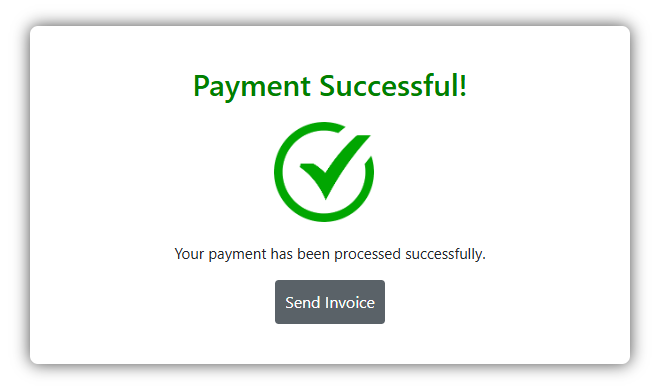 Payment Successful!
Your payment has been processed successfully.
Send Invoice